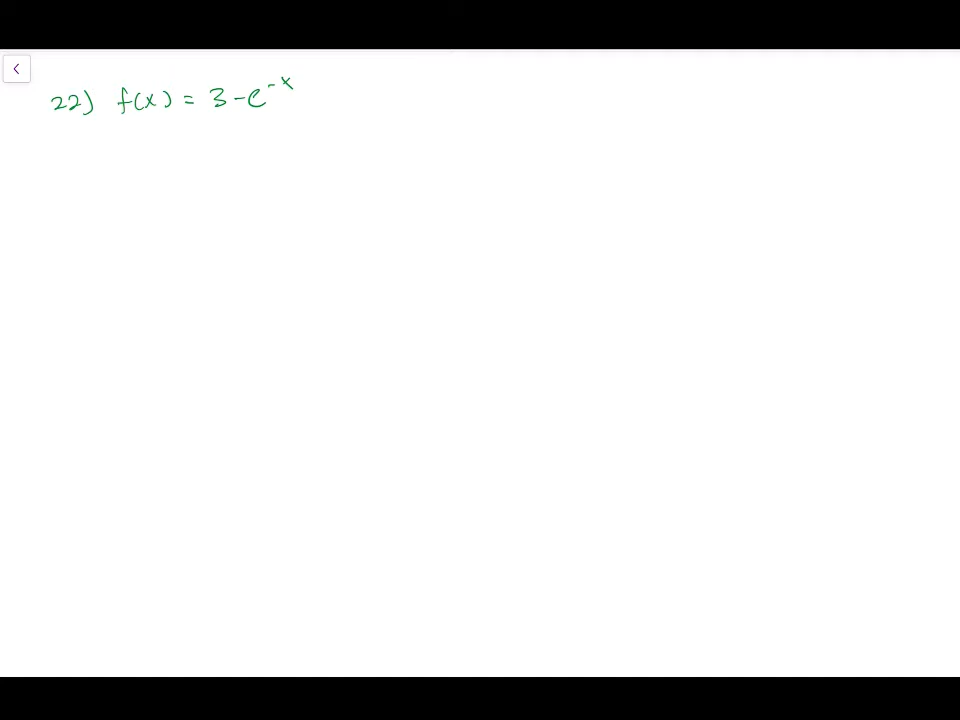 22) f(x) = 3 - e^{-x}